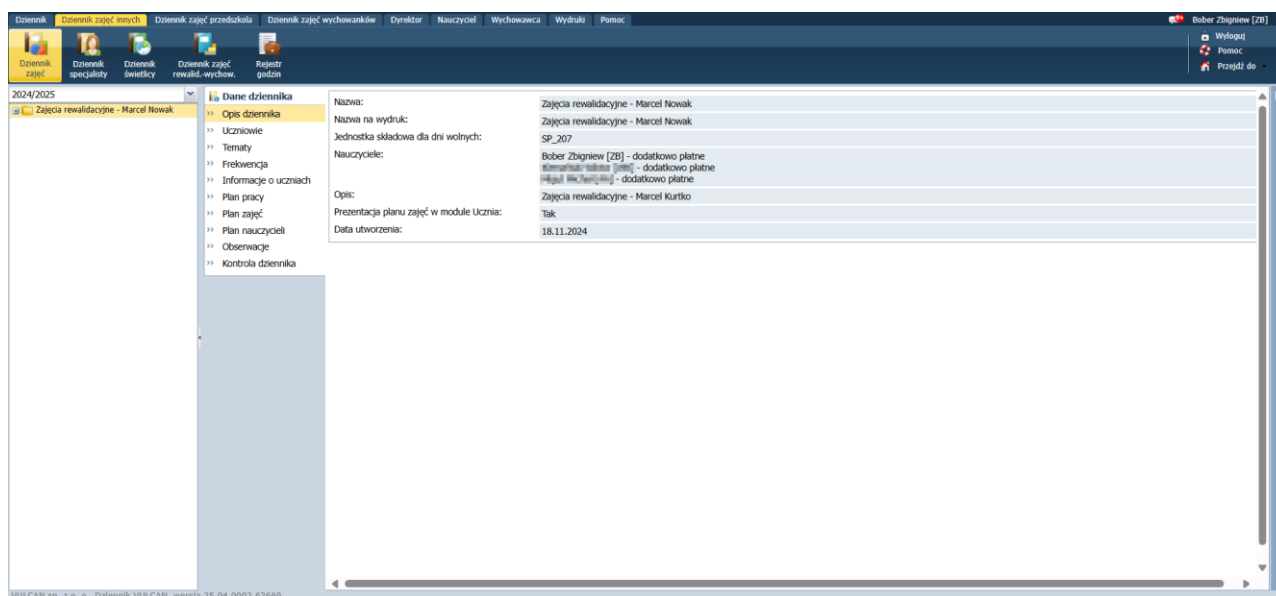 Dziennik Dziennik zajęć innych Dziennik zajęć przedszkola Dziennik zajęć wychowanków Dyrektor Nauczyciel Wychowawca Wydruki Pomoc Bober Zbigniew [ZB]
Dziennik zajęć
Dziennik specjalisty
Dziennik świetlicy
Dziennik zajęć rewalid.-wychow.
Rejestr godzin
Wyloguj
Pomoc
Przejdź do
2024/2025
Zajęcia rewalidacyjne - Marcel Nowak
Dane dziennika
Opis dziennika
Uczniowie
Tematy
Frekwencja
Informacje o uczniach
Plan pracy
Plan zajęć
Plan nauczycieli
Obserwacje
Kontrola dziennika
Nazwa: Zajęcia rewalidacyjne - Marcel Nowak
Nazwa na wydruk: Zajęcia rewalidacyjne - Marcel Nowak
Jednostka składowa dla dni wolnych: SP_207
Nauczyciele: Bober Zbigniew [ZB] - dodatkowo płatne
- dodatkowo płatne
- dodatkowo płatne
Opis: Zajęcia rewalidacyjne - Marcel Kurtko
Prezentacja planu zajęć w module Ucznia: Tak
Data utworzenia: 18.11.2024